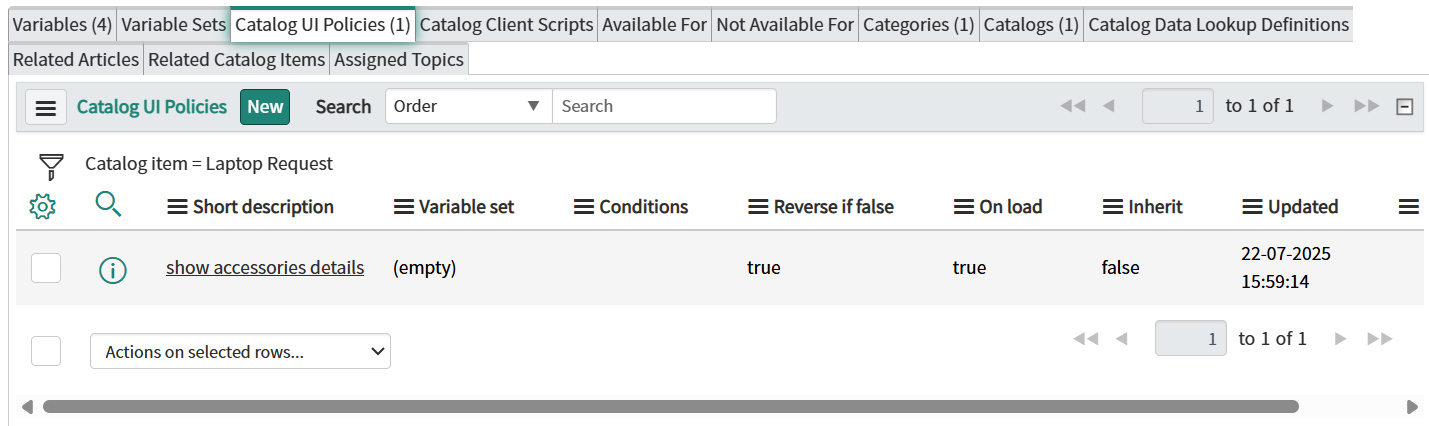 Variables (4) Variable Sets Catalog UI Policies (1) Catalog Client Scripts Available For Not Available For Categories (1) Catalogs (1) Catalog Data Lookup Definitions
Related Articles Related Catalog Items Assigned Topics
Catalog UI Policies New Search Order Search 1 to 1 of 1
Catalog item = Laptop Request
Short description Variable set Conditions Reverse if false On load Inherit Updated
show accessories details (empty) true true false 22-07-2025
15:59:14
Actions on selected rows... 1 to 1 of 1